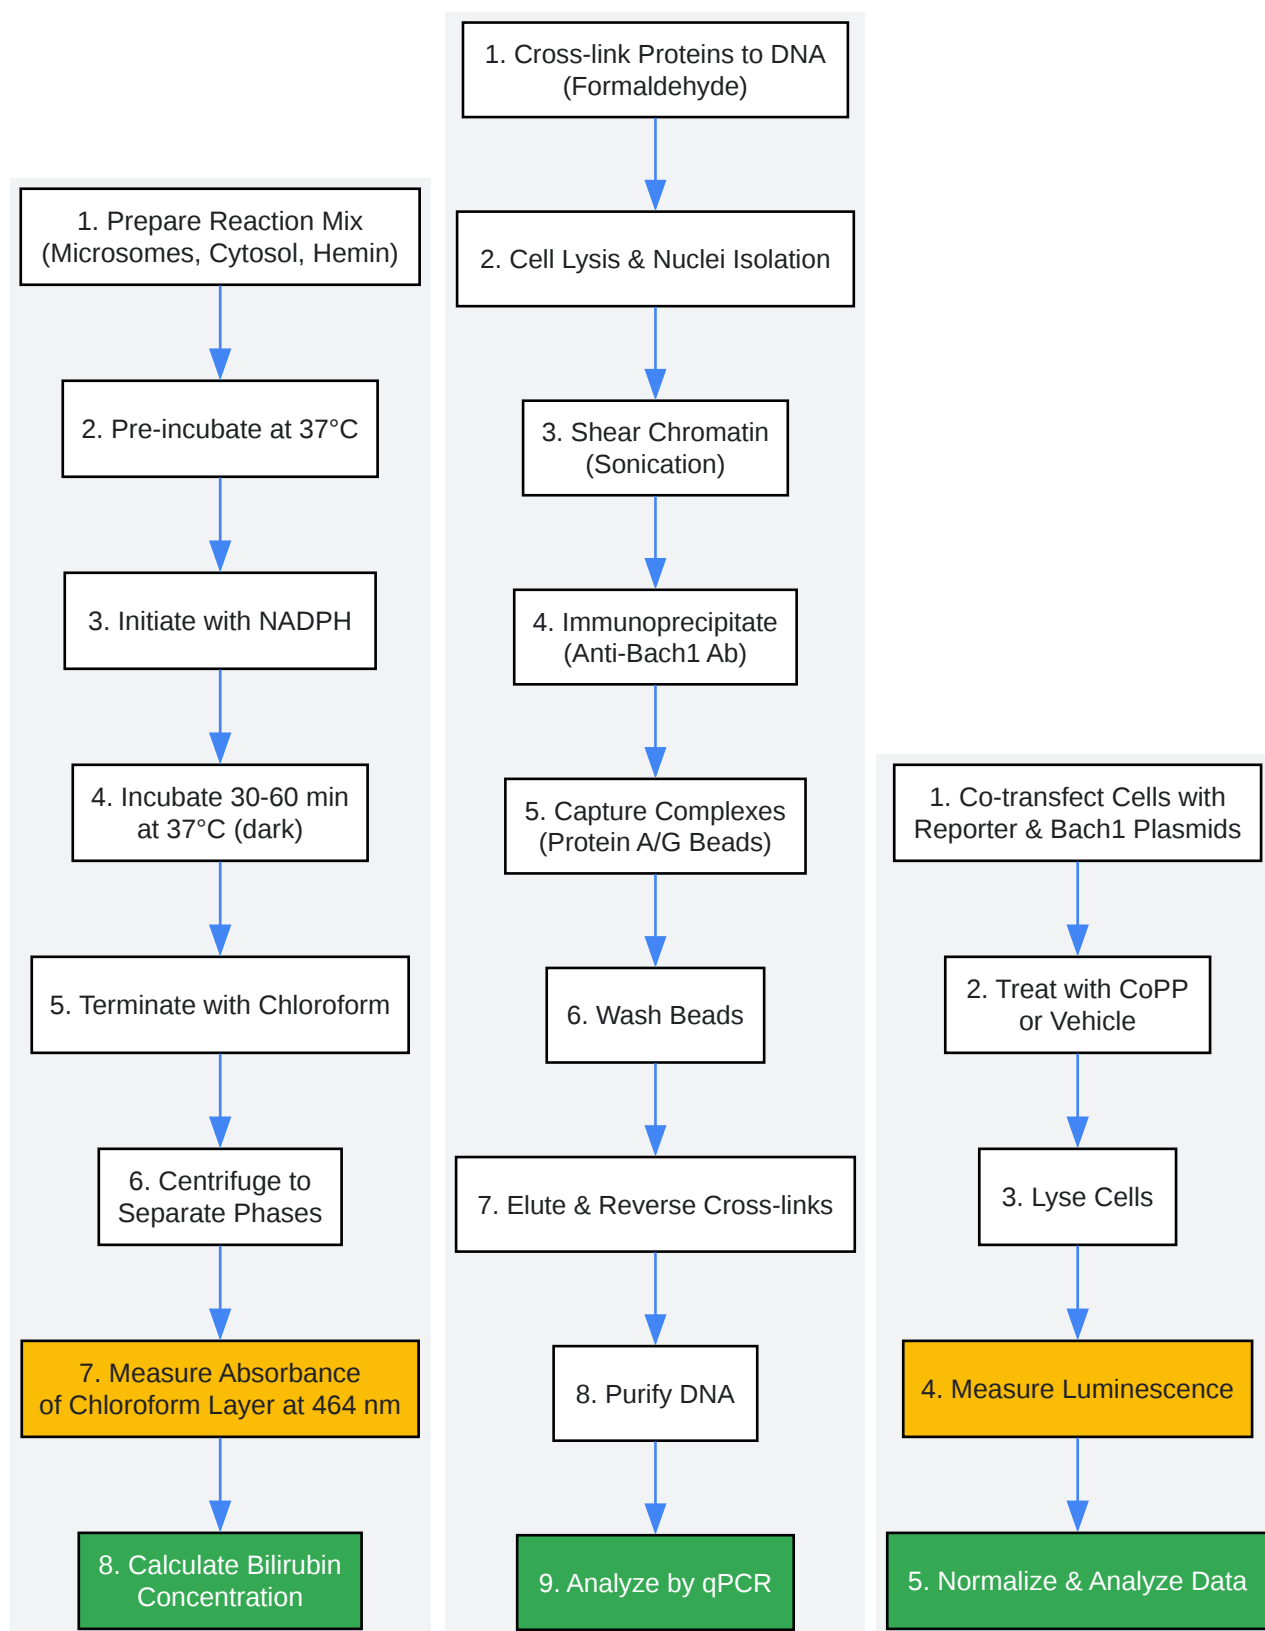 1. Prepare Reaction Mix
(Microsomes, Cytosol, Hemin)
2. Pre-incubate at 37°C
3. Initiate with NADPH
4. Incubate 30-60 min
at 37°C (dark)
5. Terminate with Chloroform
6. Centrifuge to
Separate Phases
7. Measure Absorbance
of Chloroform Layer at 464 nm
8. Calculate Bilirubin
Concentration
1. Cross-link Proteins to DNA
(Formaldehyde)
2. Cell Lysis & Nuclei Isolation
3. Shear Chromatin
(Sonication)
4. Immunoprecipitate
(Anti-Bach1 Ab)
5. Capture Complexes
(Protein A/G Beads)
6. Wash Beads
7. Elute & Reverse Cross-links
8. Purify DNA
9. Analyze by qPCR
1. Co-transfect Cells with
Reporter & Bach1 Plasmids
2. Treat with CoPP
or Vehicle
3. Lyse Cells
4. Measure Luminescence
5. Normalize & Analyze Data